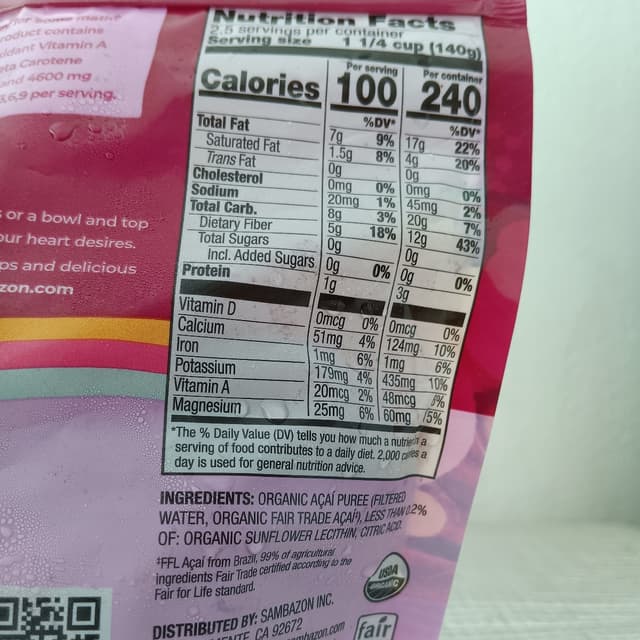 for some math?
product contains
Vitamin A
Carotene
and 4600 mg
3,6,9 per serving.
or a bowl and top
your heart desires.
and delicious
Nutrition Facts
2.5 servings per container
Serving size 1 1/4 cup (140g)
Per serving Per container
Calories 100 240
%DV* %DV*
Total Fat 7g 9% 17g 22%
Saturated Fat 1.5g 8% 4g 20%
Trans Fat 0g 0g
Cholesterol 0mg 0% 0mg 0%
Sodium 20mg 1% 45mg 2%
Total Carb. 8g 3% 20g 7%
Dietary Fiber 5g 18% 12g 43%
Total Sugars 0g 0g
Incl. Added Sugars 0g 0% 0g 0%
Protein 1g 3g
Vitamin D 0mcg 0% 0mcg 0%
Calcium 51mg 4% 124mg 10%
Iron 1mg 6% 1mg 6%
Potassium 179mg 4% 435mg 10%
Vitamin A 20mcg 2% 48mcg
Magnesium 25mg 6% 60mg
*The % Daily Value (DV) tells you how much a nutrient in a
serving of food contributes to a daily diet. 2,000 calories a
day is used for general nutrition advice.
INGREDIENTS: ORGANIC AÇAÍ PUREE (FILTERED
WATER, ORGANIC FAIR TRADE AÇAÍ‡), LESS THAN 0.2%
OF: ORGANIC SUNFLOWER LECITHIN, CITRIC ACID.
‡FFL Açaí from Brazil, 99% of agricultural
ingredients Fair Trade certified according to the
Fair for Life standard.
USDA
ORGANIC
DISTRIBUTED BY: SAMBAZON INC.
CA 92672
fair